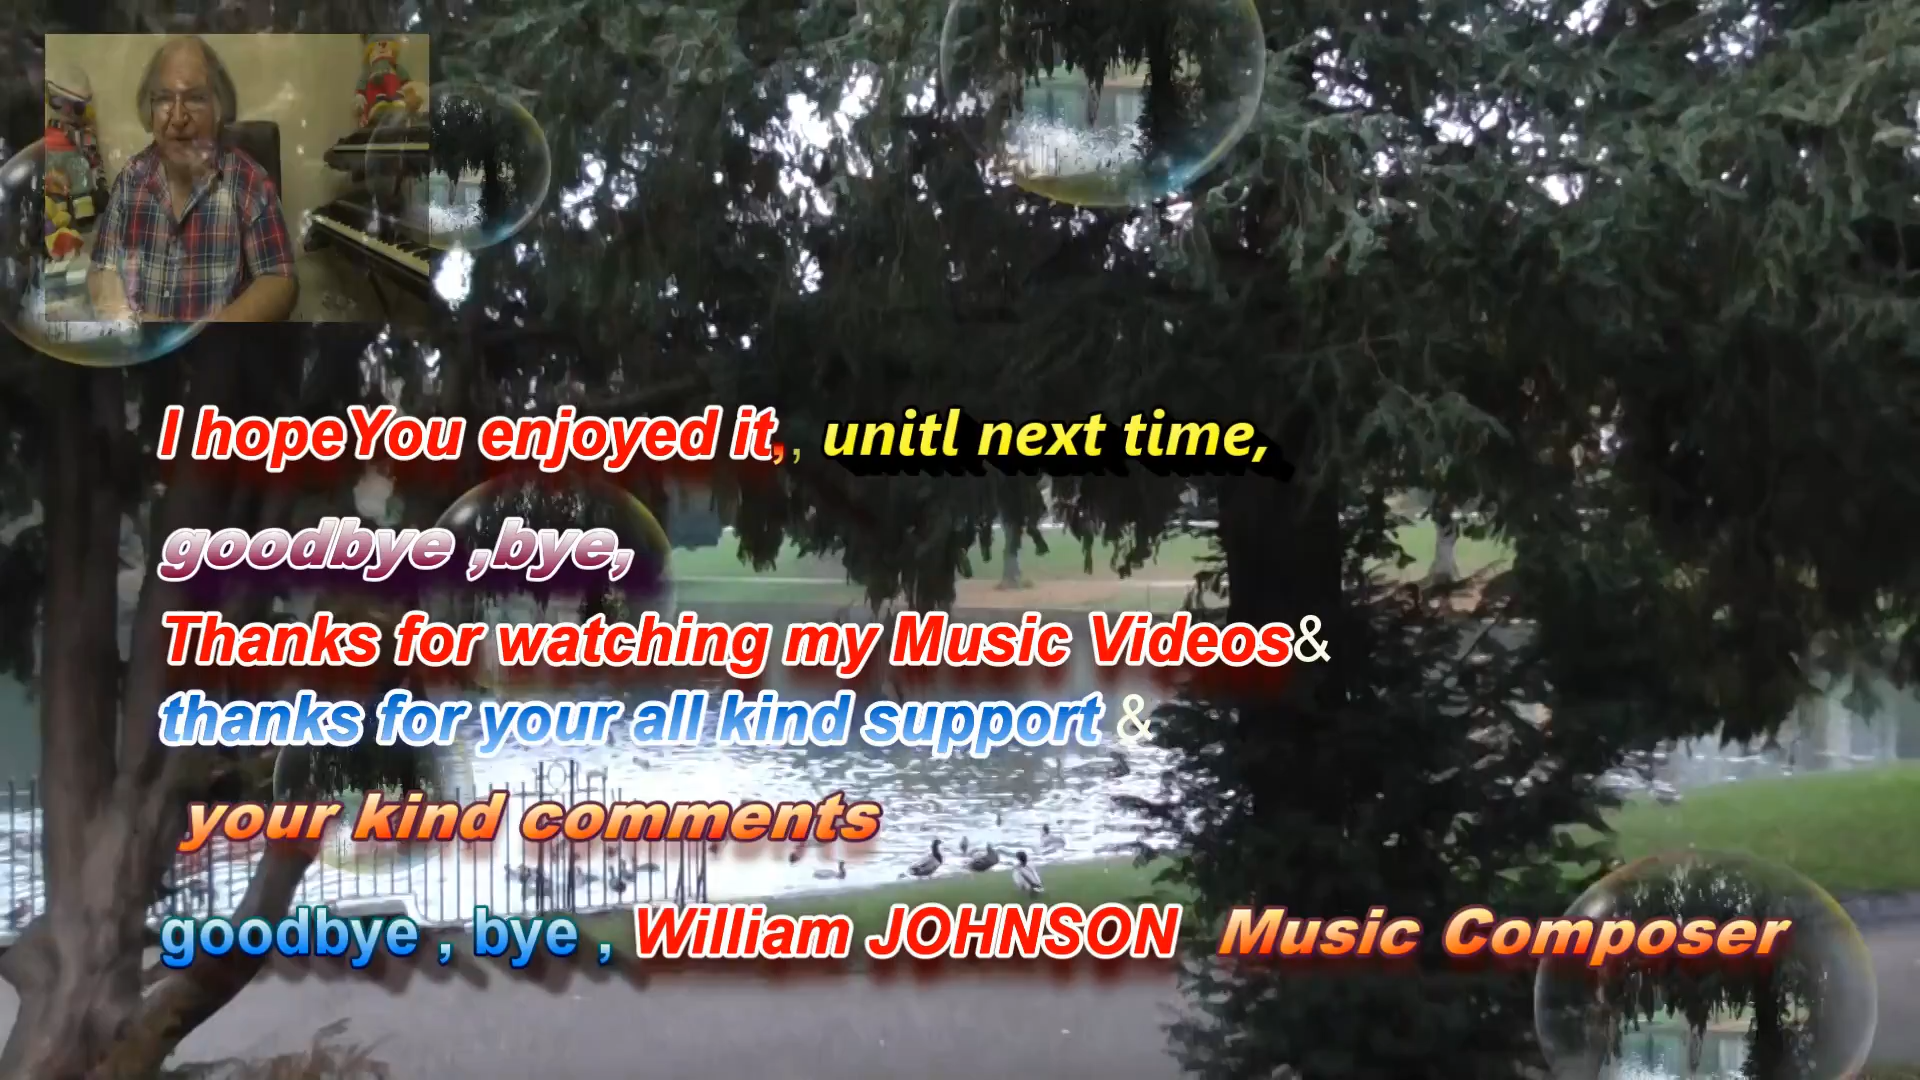 I hopeYou enjoyed it,, unitl next time,
goodbye ,bye,
Thanks for watching my Music Videos&
thanks for your all kind support &
your kind comments
goodbye , bye , William JOHNSON Music Composer